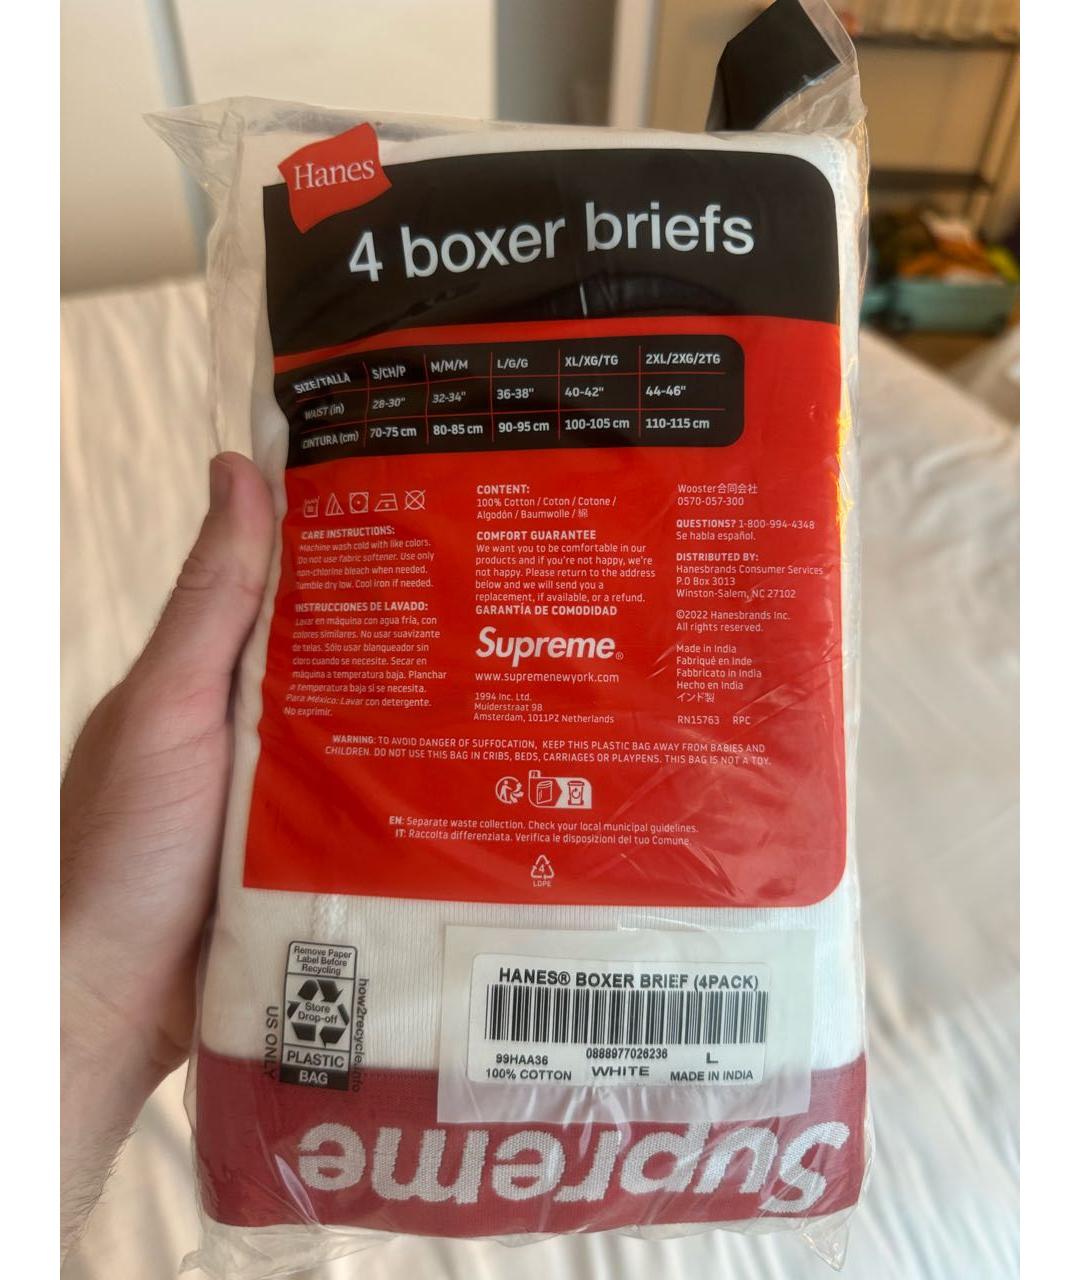 Hanes
4 boxer briefs
SIZE/TALLA S/CH/P M/M/M L/G/G XL/XG/TG 2XL/2XG/2TG
WAIST (in) 28-30" 32-34" 36-38" 40-42" 44-46"
CINTURA (cm) 70-75 cm 80-85 cm 90-95 cm 100-105 cm 110-115 cm
CARE INSTRUCTIONS:
Machine wash cold with like colors.
Do not use fabric softener. Use only
non-chlorine bleach when needed.
Tumble dry low. Cool iron if needed.
INSTRUCCIONES DE LAVADO:
Lavar en máquina con agua fría, con
colores similares. No usar suavizante
de telas. Sólo usar blanqueador sin
cloro cuando se necesite. Secar en
máquina a temperatura baja. Planchar
a temperatura baja si se necesita.
Para México: Lavar con detergente.
No exprimir.
CONTENT:
100% Cotton / Coton / Cotone /
Algodón / Baumwolle / 綿
COMFORT GUARANTEE
We want you to be comfortable in our
products and if you're not happy, we're
not happy. Please return to the address
below and we will send you a
replacement, if available, or a refund.
GARANTÍA DE COMODIDAD
Supreme®
www.supremenewyork.com
1994 Inc. Ltd.
Muiderstraat 9B
Amsterdam, 1011PZ Netherlands
Wooster合同会社
0570-057-300
QUESTIONS? 1-800-994-4348
Se habla español.
DISTRIBUTED BY:
Hanesbrands Consumer Services
P.O Box 3013
Winston-Salem, NC 27102
©2022 Hanesbrands Inc.
All rights reserved.
Made in India
Fabriqué en Inde
Fabbricato in India
Hecho en India
インド製
RN15763 RPC
WARNING: TO AVOID DANGER OF SUFFOCATION, KEEP THIS PLASTIC BAG AWAY FROM BABIES AND
CHILDREN. DO NOT USE THIS BAG IN CRIBS, BEDS, CARRIAGES OR PLAYPENS. THIS BAG IS NOT A TOY.
FR
EN: Separate waste collection. Check your local municipal guidelines.
IT: Raccolta differenziata. Verifica le disposizioni del tuo Comune.
4
LDPE
Remove Paper
Label Before
Recycling
Store
Drop-off
PLASTIC
BAG
US ONLY
how2recycle.info
HANES® BOXER BRIEF (4PACK)
99HAA36 0888977026236 L
100% COTTON WHITE MADE IN INDIA
Supreme